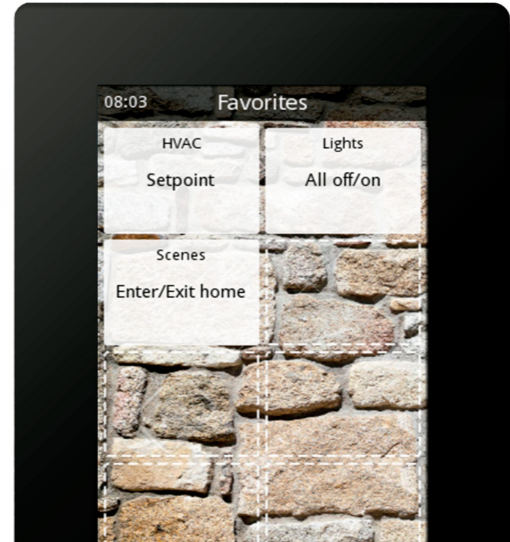 08:03 Favorites
HVAC
Setpoint
Lights
All off/on
Scenes
Enter/Exit home